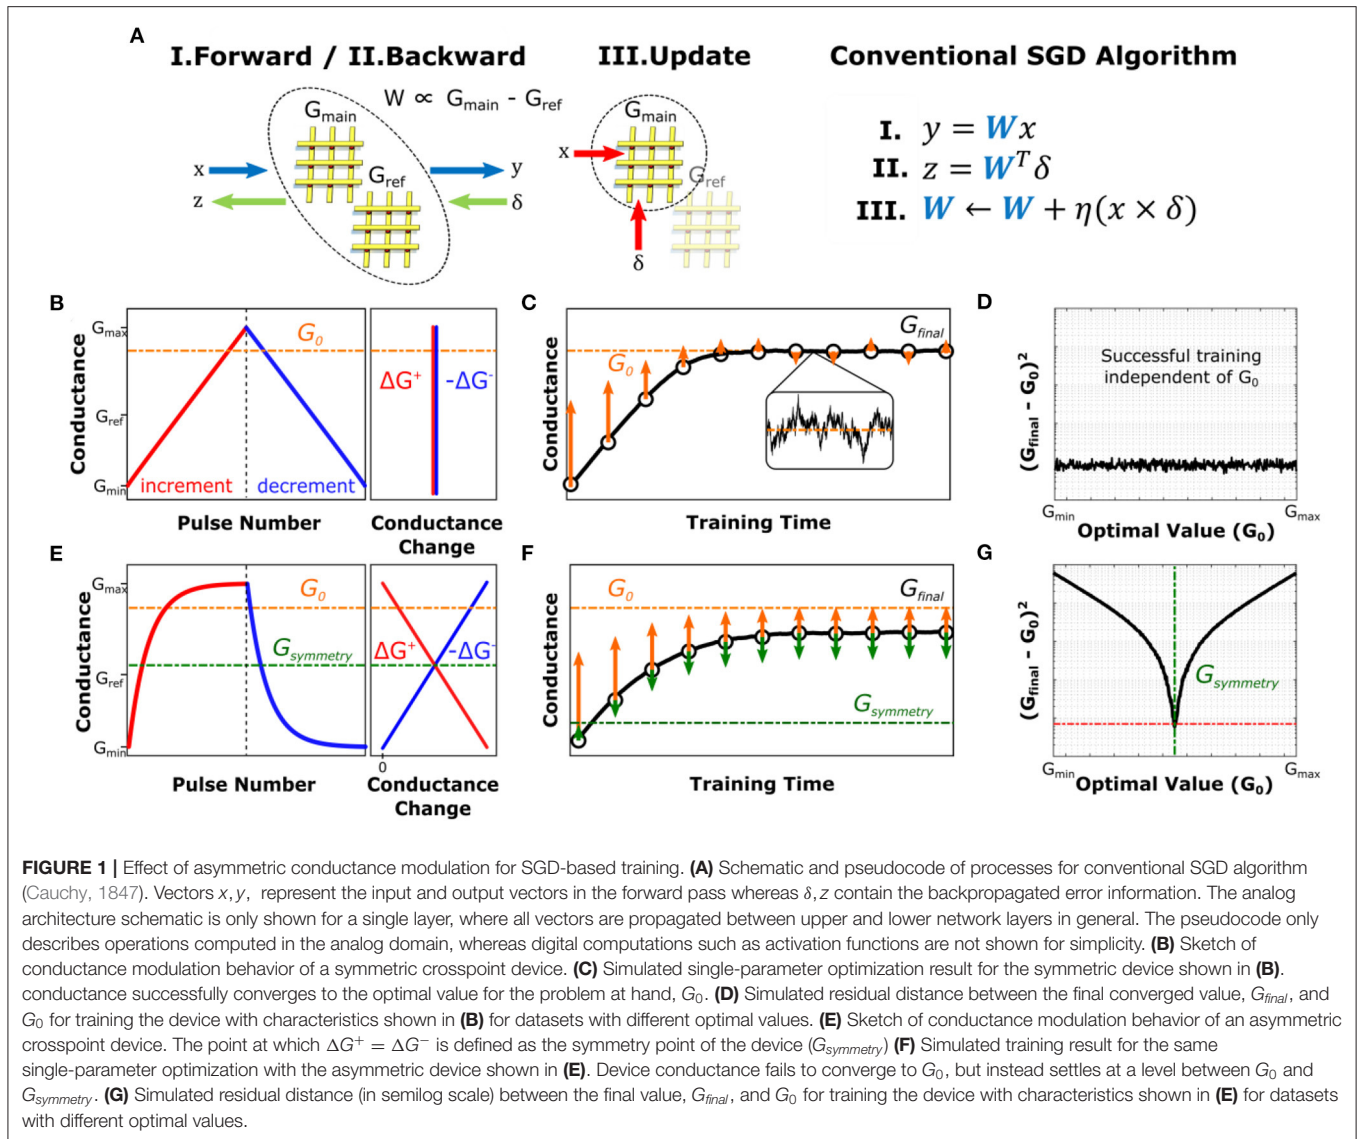 A
I.Forward / II.Backward
III.Update
Conventional SGD Algorithm
W ∝ Gmain - Gref
Gmain
Gref
x
z
y
δ
Gmain
Gref
x
δ
I. y = Wx
II. z = W^T δ
III. W ← W + η(x × δ)
B
Conductance
Gmax
Gref
Gmin
G0
increment
decrement
Pulse Number
ΔG+
-ΔG-
Conductance
Change
C
Conductance
G0
Gfinal
Training Time
D
(Gfinal - G0)²
Successful training
independent of G0
Gmin
Gmax
Optimal Value (G0)
E
Conductance
Gmax
Gref
Gmin
G0
Gsymmetry
Pulse Number
ΔG+
-ΔG-
0
Conductance
Change
F
Conductance
G0
Gfinal
Gsymmetry
Training Time
G
(Gfinal - G0)²
Gsymmetry
Gmin
Gmax
Optimal Value (G0)
FIGURE 1 | Effect of asymmetric conductance modulation for SGD-based training. (A) Schematic and pseudocode of processes for conventional SGD algorithm
(Cauchy, 1847). Vectors x, y, represent the input and output vectors in the forward pass whereas δ, z contain the backpropagated error information. The analog
architecture schematic is only shown for a single layer, where all vectors are propagated between upper and lower network layers in general. The pseudocode only
describes operations computed in the analog domain, whereas digital computations such as activation functions are not shown for simplicity. (B) Sketch of
conductance modulation behavior of a symmetric crosspoint device. (C) Simulated single-parameter optimization result for the symmetric device shown in (B).
conductance successfully converges to the optimal value for the problem at hand, G0. (D) Simulated residual distance between the final converged value, Gfinal, and
G0 for training the device with characteristics shown in (B) for datasets with different optimal values. (E) Sketch of conductance modulation behavior of an asymmetric
crosspoint device. The point at which ΔG+ = ΔG− is defined as the symmetry point of the device (Gsymmetry) (F) Simulated training result for the same
single-parameter optimization with the asymmetric device shown in (E). Device conductance fails to converge to G0, but instead settles at a level between G0 and
Gsymmetry. (G) Simulated residual distance (in semilog scale) between the final value, Gfinal, and G0 for training the device with characteristics shown in (E) for datasets
with different optimal values.